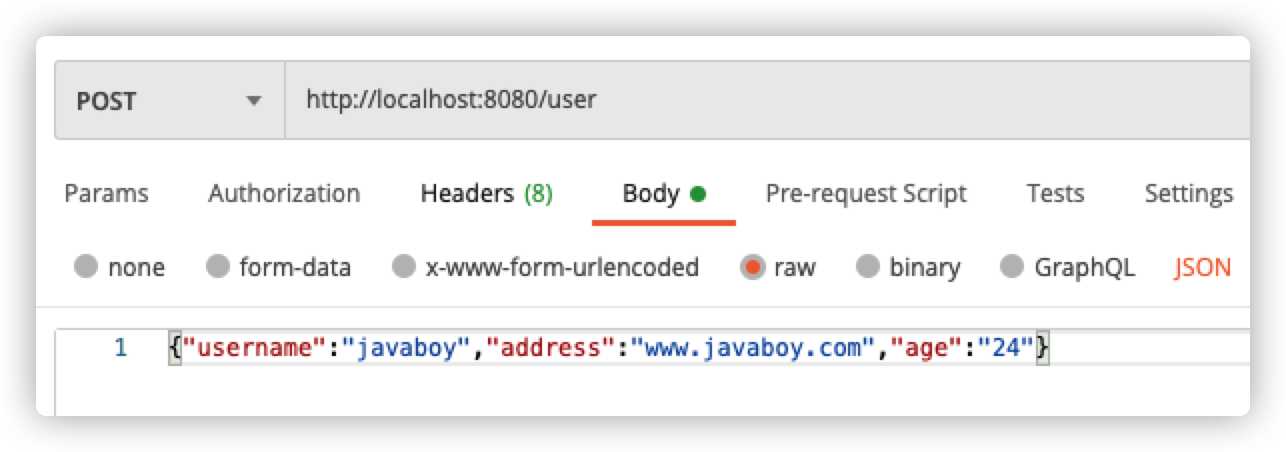 POST http://localhost:8080/user
Params Authorization Headers (8) Body Pre-request Script Tests Settings
none form-data x-www-form-urlencoded raw binary GraphQL JSON
1 {"username":"javaboy","address":"www.javaboy.com","age":"24"}